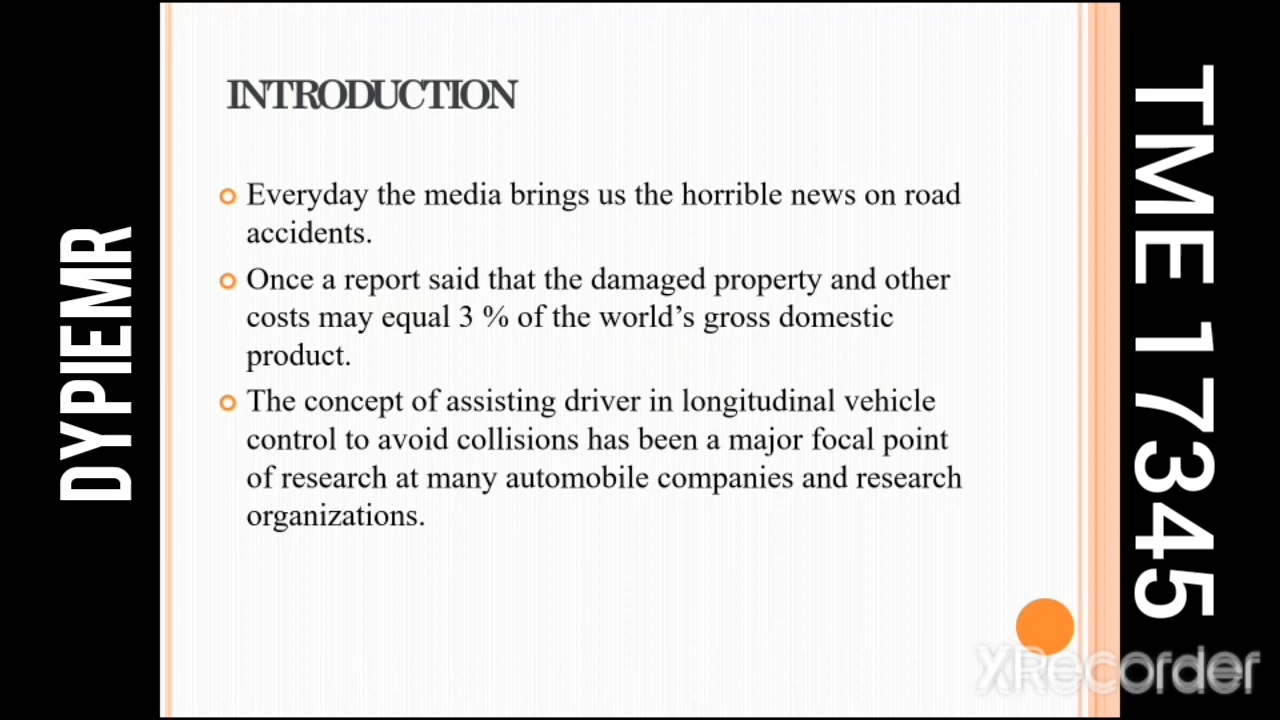 INTRODUCTION
Everyday the media brings us the horrible news on road
accidents.
Once a report said that the damaged property and other
costs may equal 3 % of the world’s gross domestic
product.
The concept of assisting driver in longitudinal vehicle
control to avoid collisions has been a major focal point
of research at many automobile companies and research
organizations.
DYPIEMR
TME 17345
XRecorder